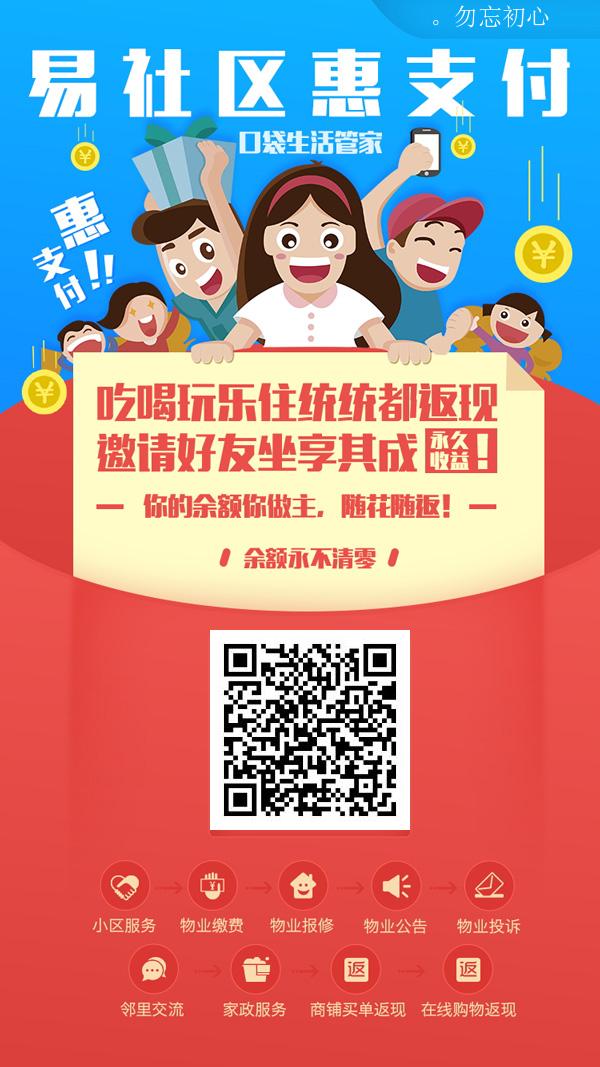 。勿忘初心
易社区惠支付
口袋生活管家
惠
支付!!
吃喝玩乐住统统都返现
邀请好友坐享其成 永久收益!
你的余额你做主,随花随返!
余额永不清零
小区服务 物业缴费 物业报修 物业公告 物业投诉
邻里交流 家政服务 返 商铺买单返现 返 在线购物返现